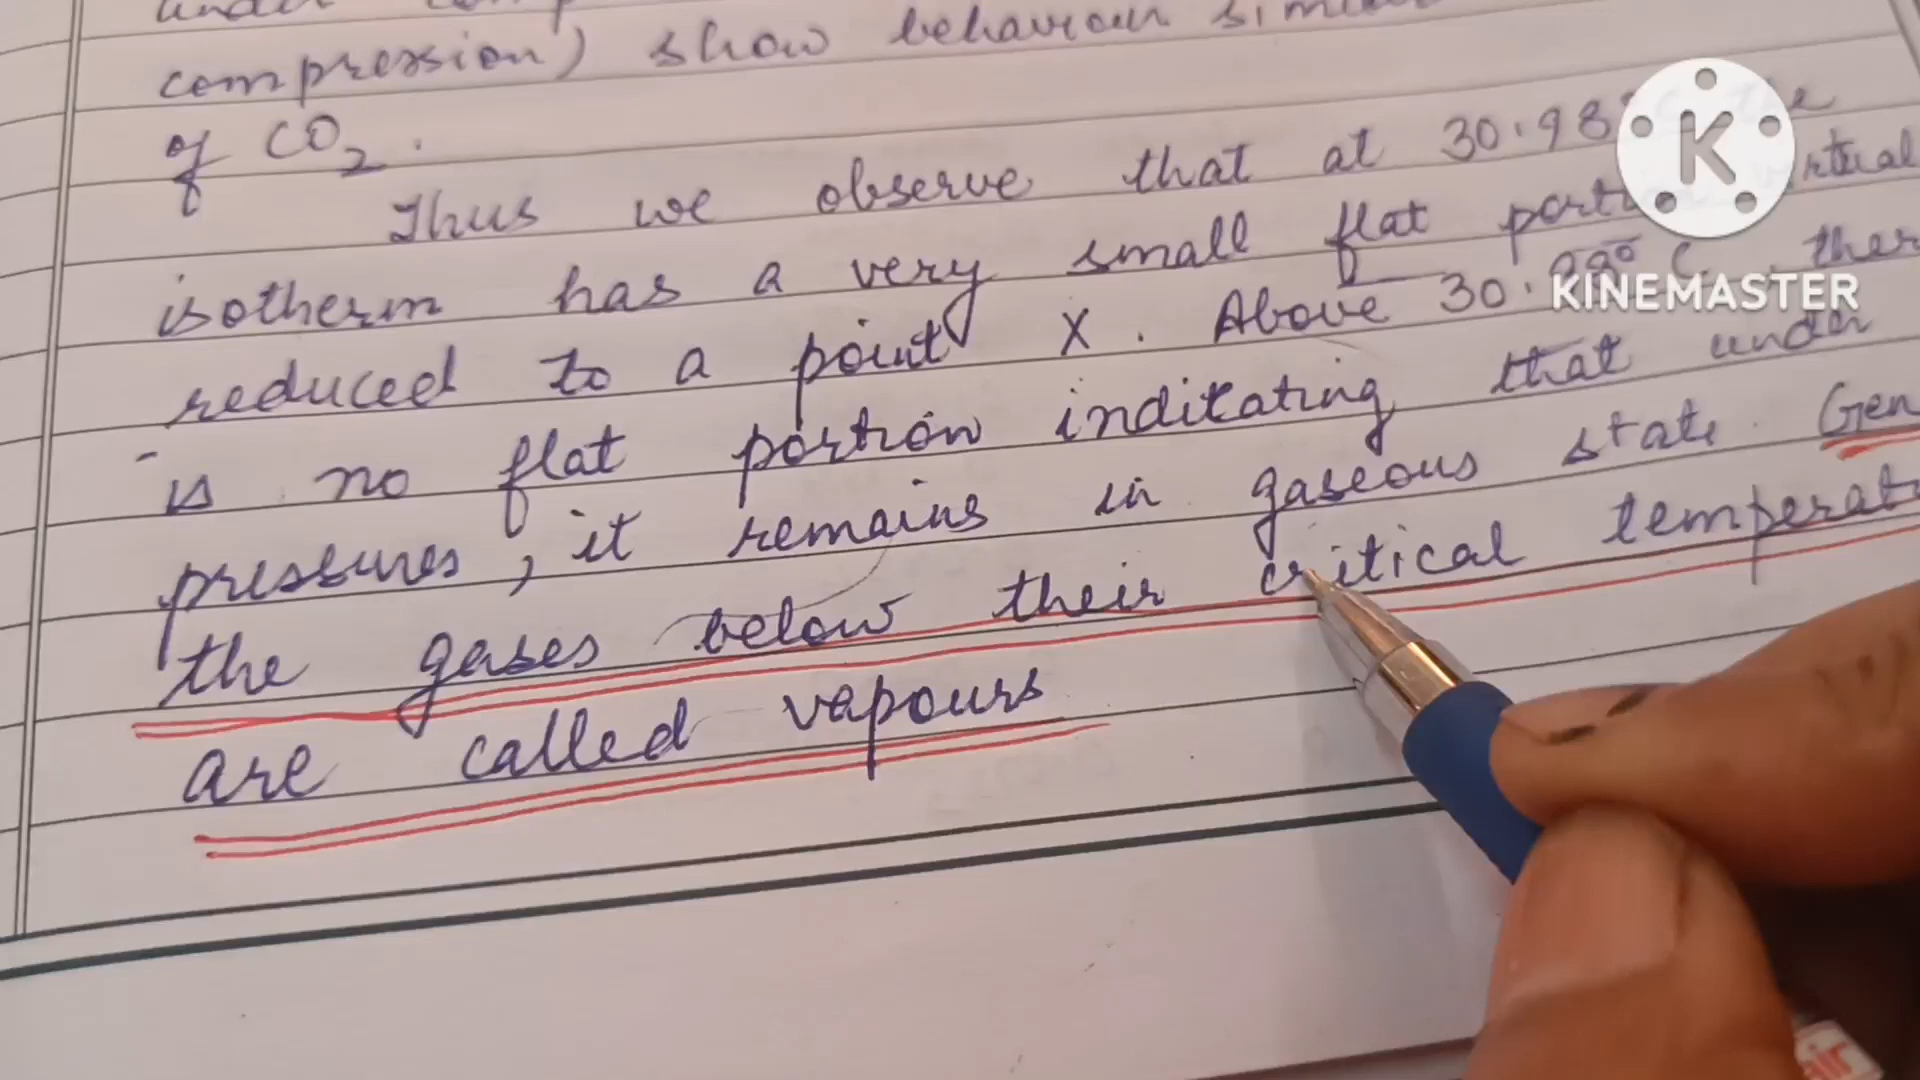 under
compression) show behaviour
of CO2.
Thus we observe that at 30.98°C the
isotherm has a very small flat
reduced to a point X. Above 30.98°C,
is no flat portion indicating that under
pressures, it remains in gaseous state.
the gases below their critical
are called vapours
K
KINEMASTER